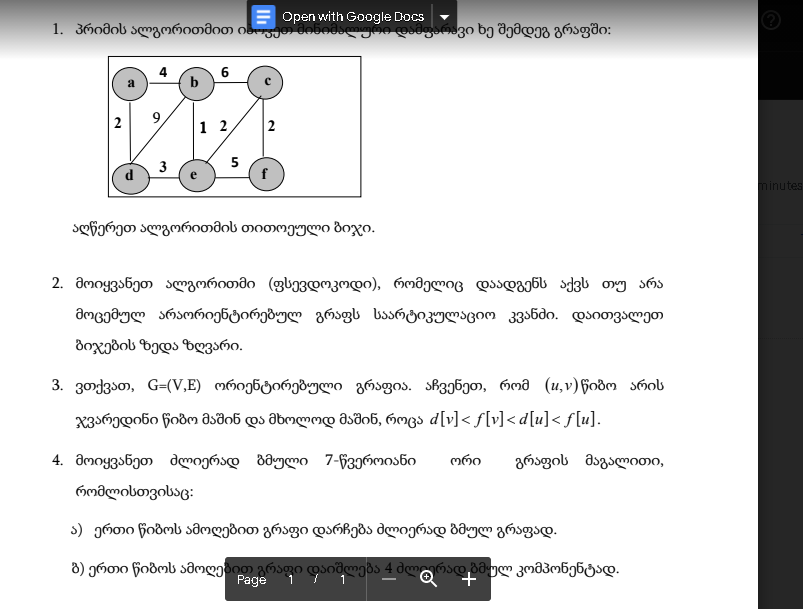 Open with Google Docs
1. პრიმის ალგორითმით იპოვეთ მინიმალური დამფარავი ხე შემდეგ გრაფში:
4 6
a b c
2 9 1 2 2
3 5
d e f
აღწერეთ ალგორითმის თითოეული ბიჯი.
minutes
2. მოიყვანეთ ალგორითმი (ფსევდოკოდი), რომელიც დაადგენს აქვს თუ არა
მოცემულ არაორიენტირებულ გრაფს საარტიკულაციო კვანძი. დაითვალეთ
ბიჯების ზედა ზღვარი.
3. ვთქვათ, G=(V,E) ორიენტირებული გრაფია. აჩვენეთ, რომ (u,v) წიბო არის
ჯვარედინი წიბო მაშინ და მხოლოდ მაშინ, როცა d[v] < f[v] < d[u] < f[u].
4. მოიყვანეთ ძლიერად ბმული 7-წვეროიანი ორი გრაფის მაგალითი,
რომლისთვისაც:
ა) ერთი წიბოს ამოღებით გრაფი დარჩება ძლიერად ბმულ გრაფად.
ბ) ერთი წიბოს ამოღებით გრაფი დაიშლება 4 ძლიერად ბმულ კომპონენტად.
Page 1 / 1